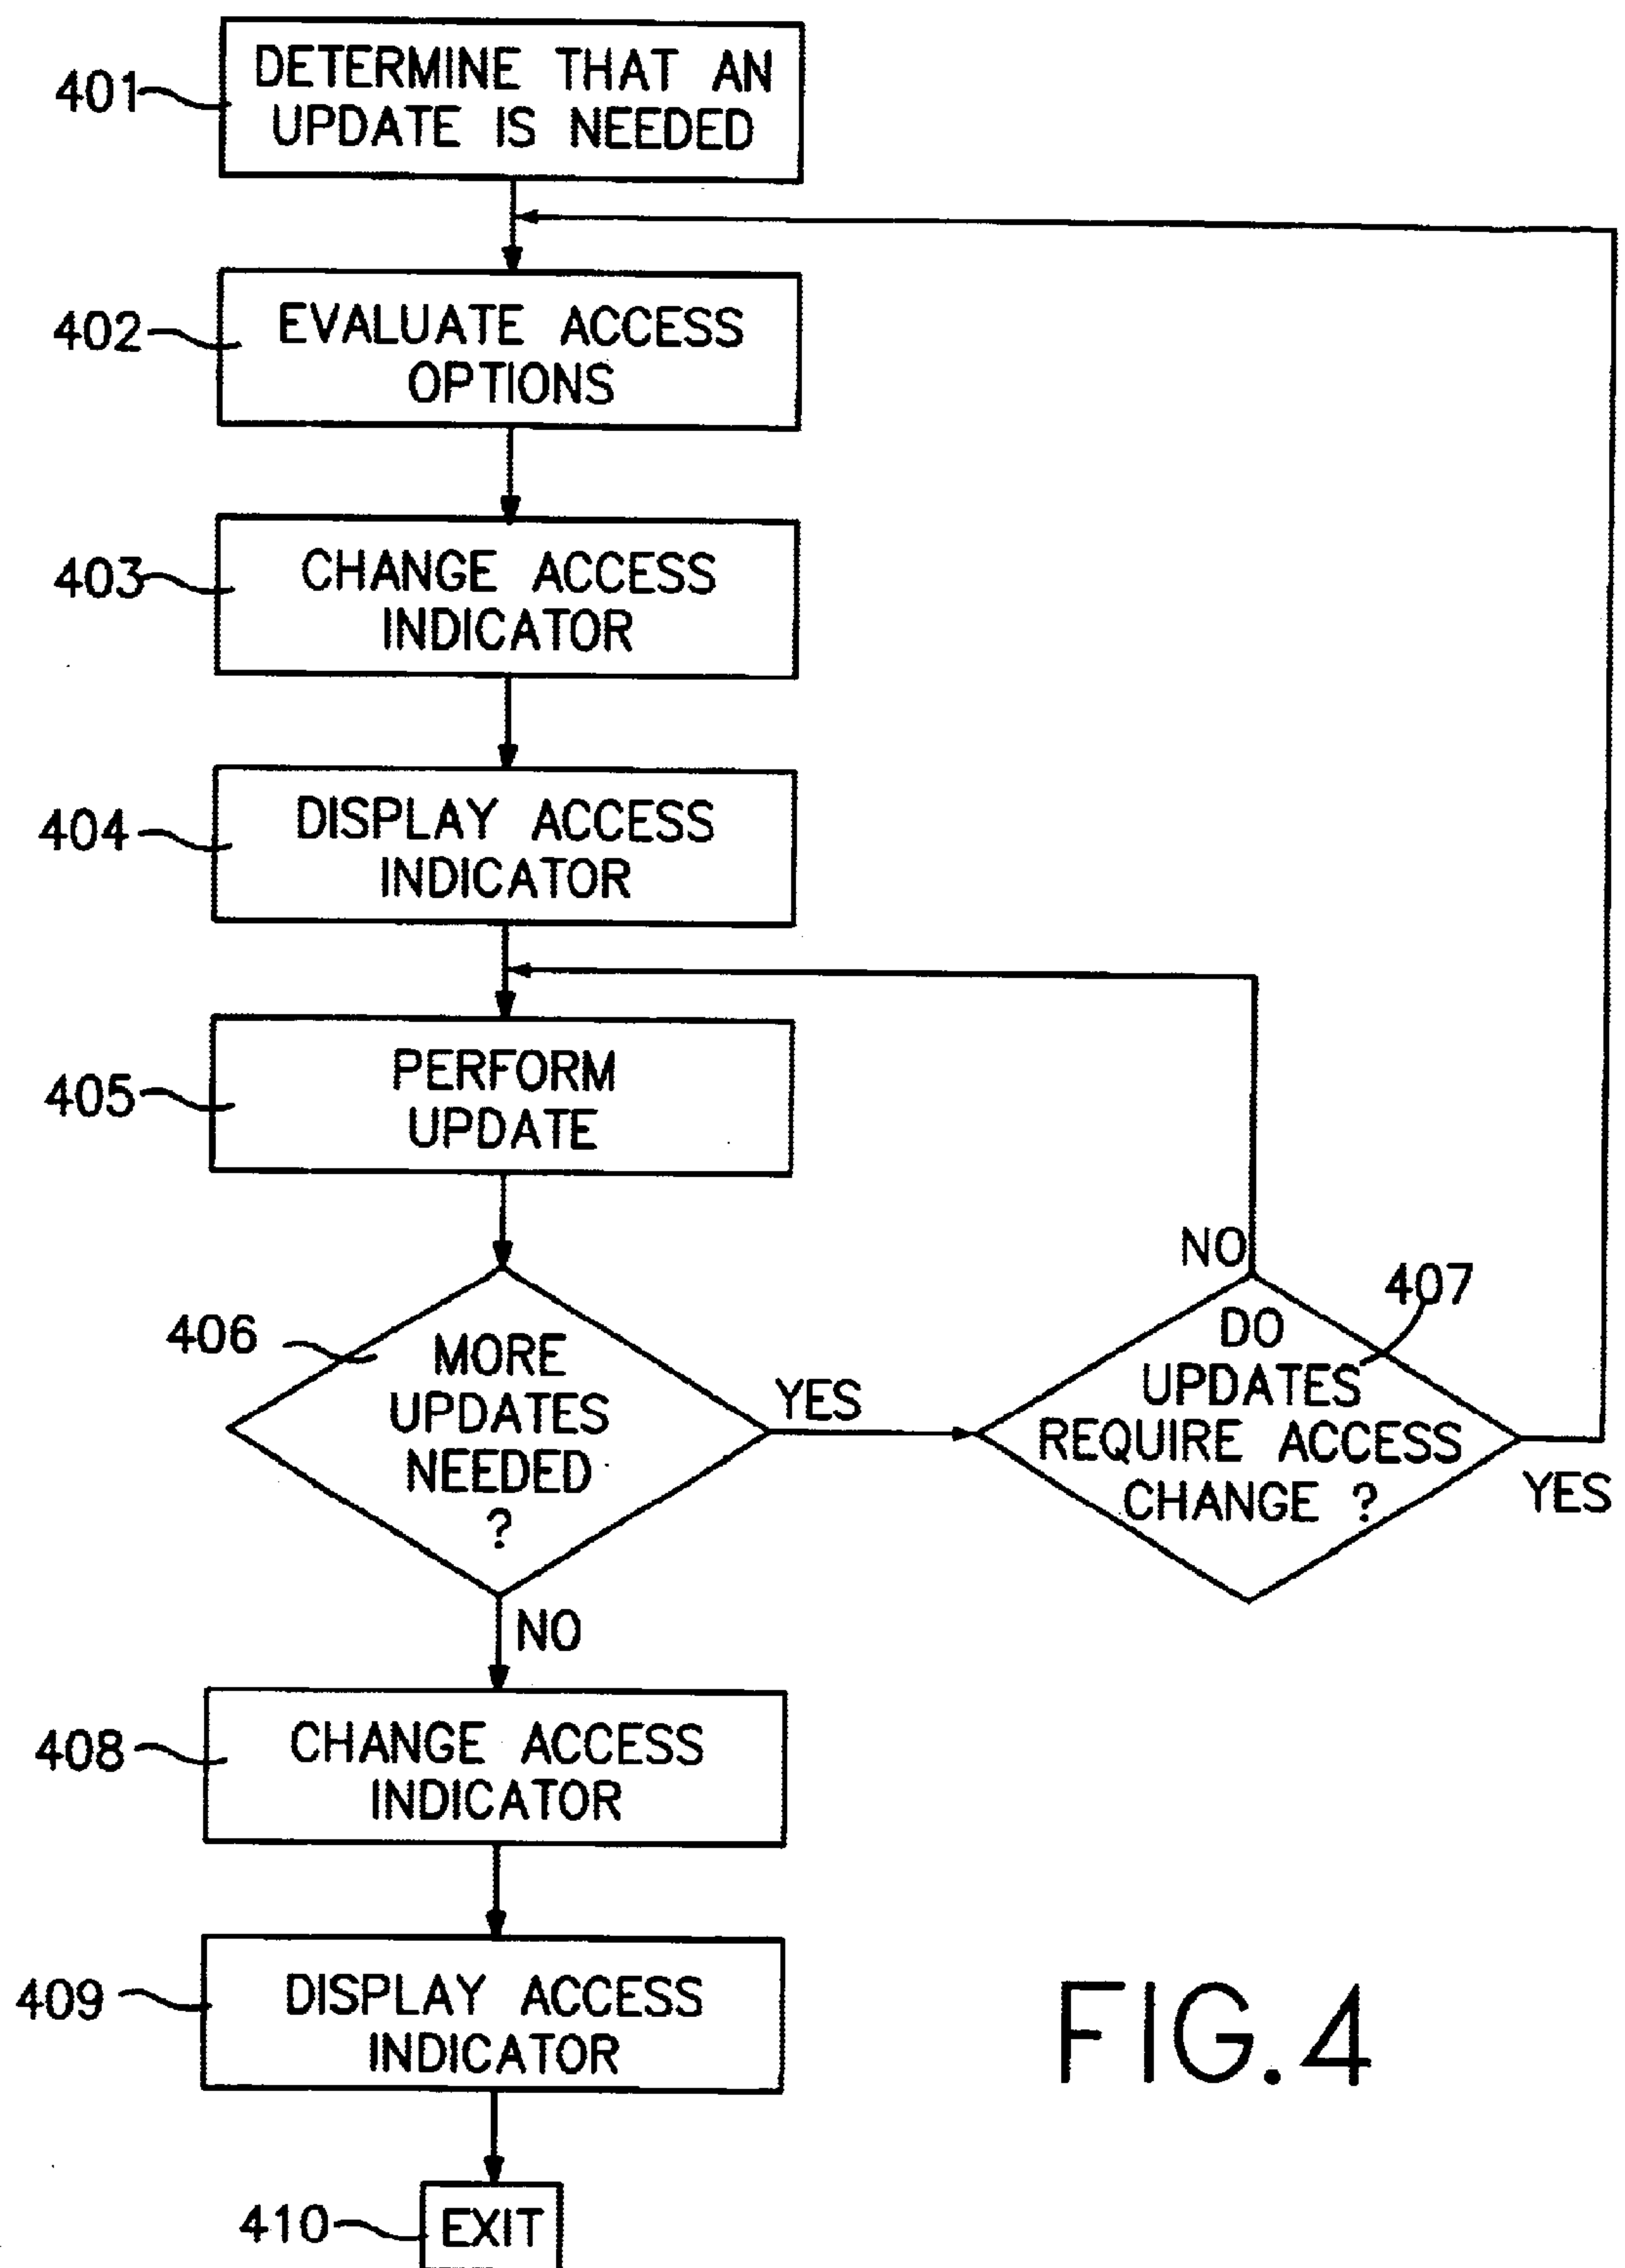 401
DETERMINE THAT AN
UPDATE IS NEEDED
402
EVALUATE ACCESS
OPTIONS
403
CHANGE ACCESS
INDICATOR
404
DISPLAY ACCESS
INDICATOR
405
PERFORM
UPDATE
406
MORE
UPDATES
NEEDED
?
YES
NO
407
DO
UPDATES
REQUIRE ACCESS
CHANGE ?
YES
NO
408
CHANGE ACCESS
INDICATOR
409
DISPLAY ACCESS
INDICATOR
410
EXIT
FIG.4